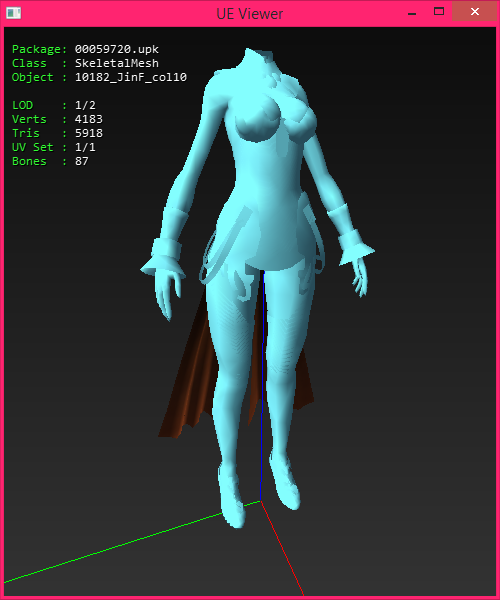 UE Viewer
Package: 00059720.upk
Class  : SkeletalMesh
Object : 10182_JinF_col10
LOD    : 1/2
Verts  : 4183
Tris   : 5918
UV Set : 1/1
Bones  : 87